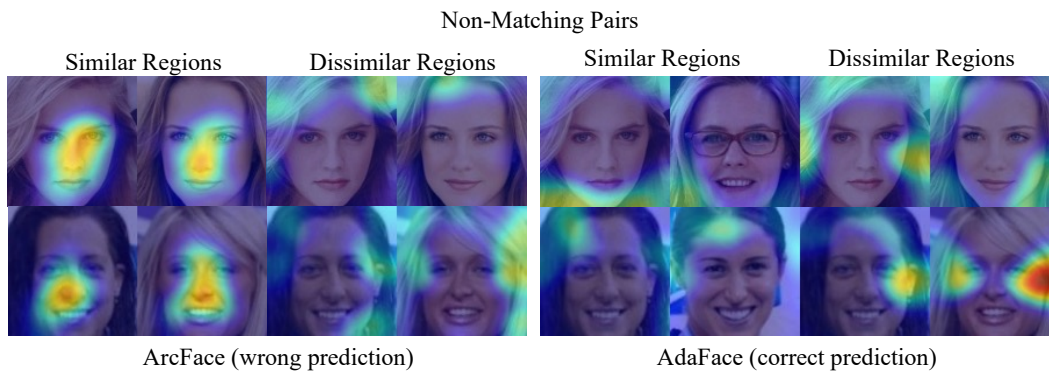 Non-Matching Pairs
Similar Regions
Dissimilar Regions
Similar Regions
Dissimilar Regions
ArcFace (wrong prediction)
AdaFace (correct prediction)